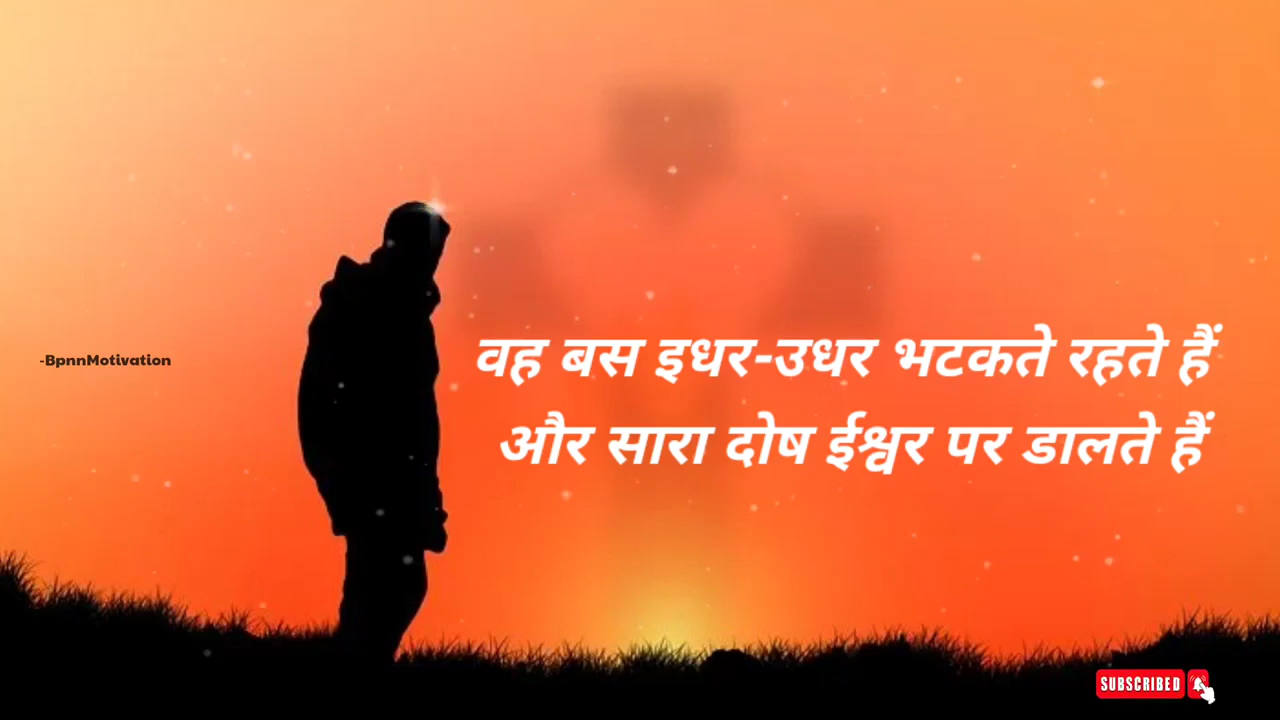 वह बस इधर-उधर भटकते रहते हैं
-BpnnMotivation
और सारा दोष ईश्वर पर डालते हैं
SUBSCRIBED